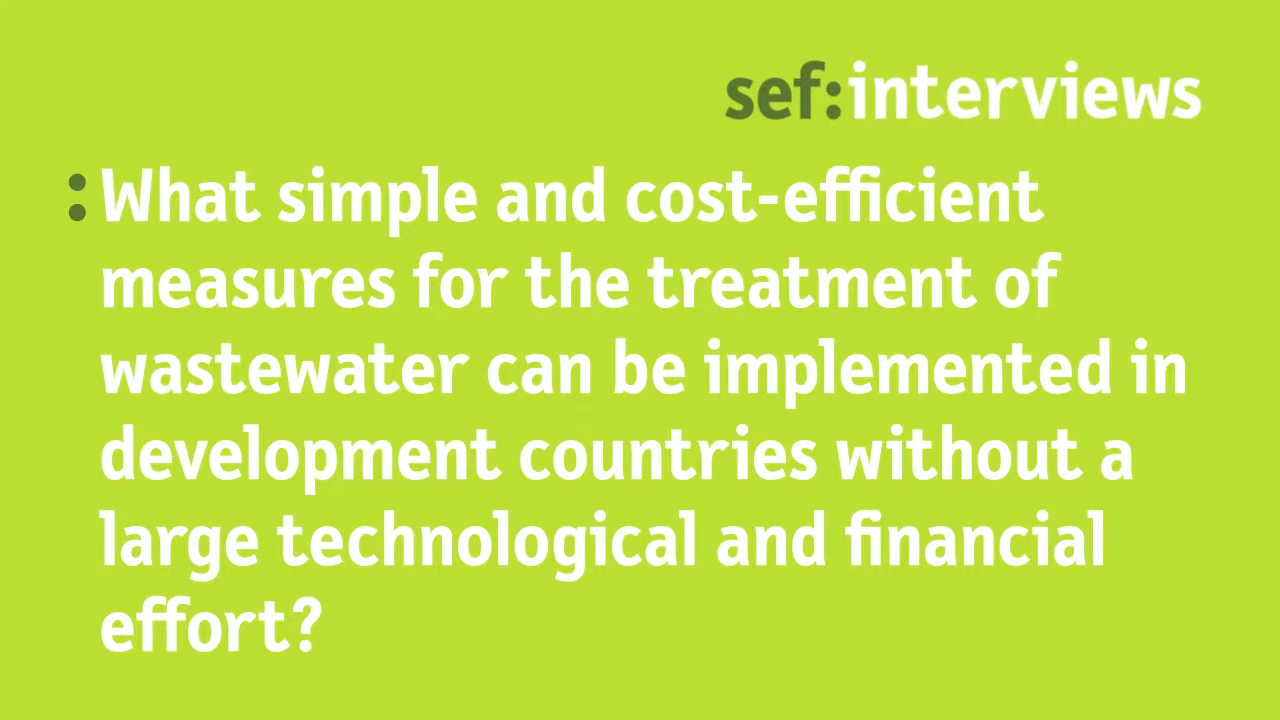 sef:interviews
: What simple and cost-efficient
measures for the treatment of
wastewater can be implemented in
development countries without a
large technological and financial
effort?